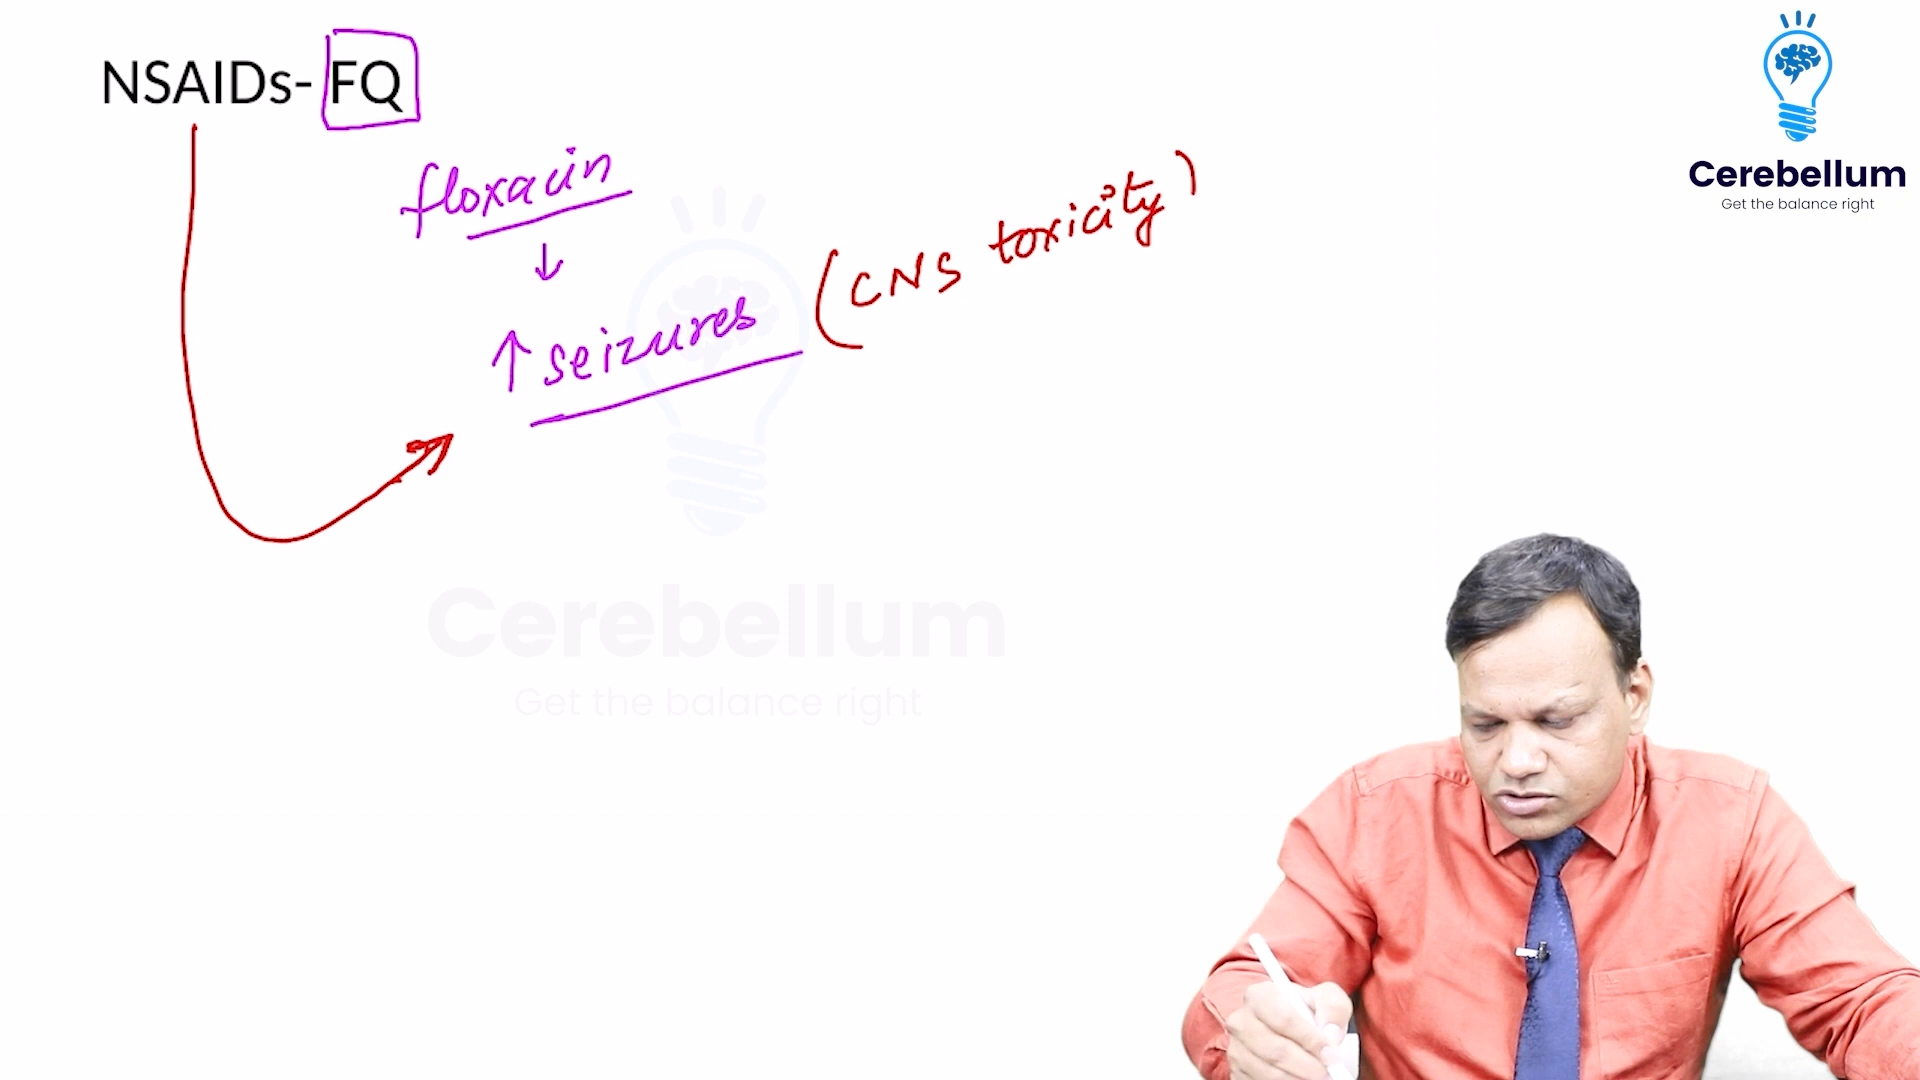 NSAIDs- FQ
floxacin
↓
↑ seizures (CNS toxicity)
Cerebellum
Get the balance right
Cerebellum
Get the balance right